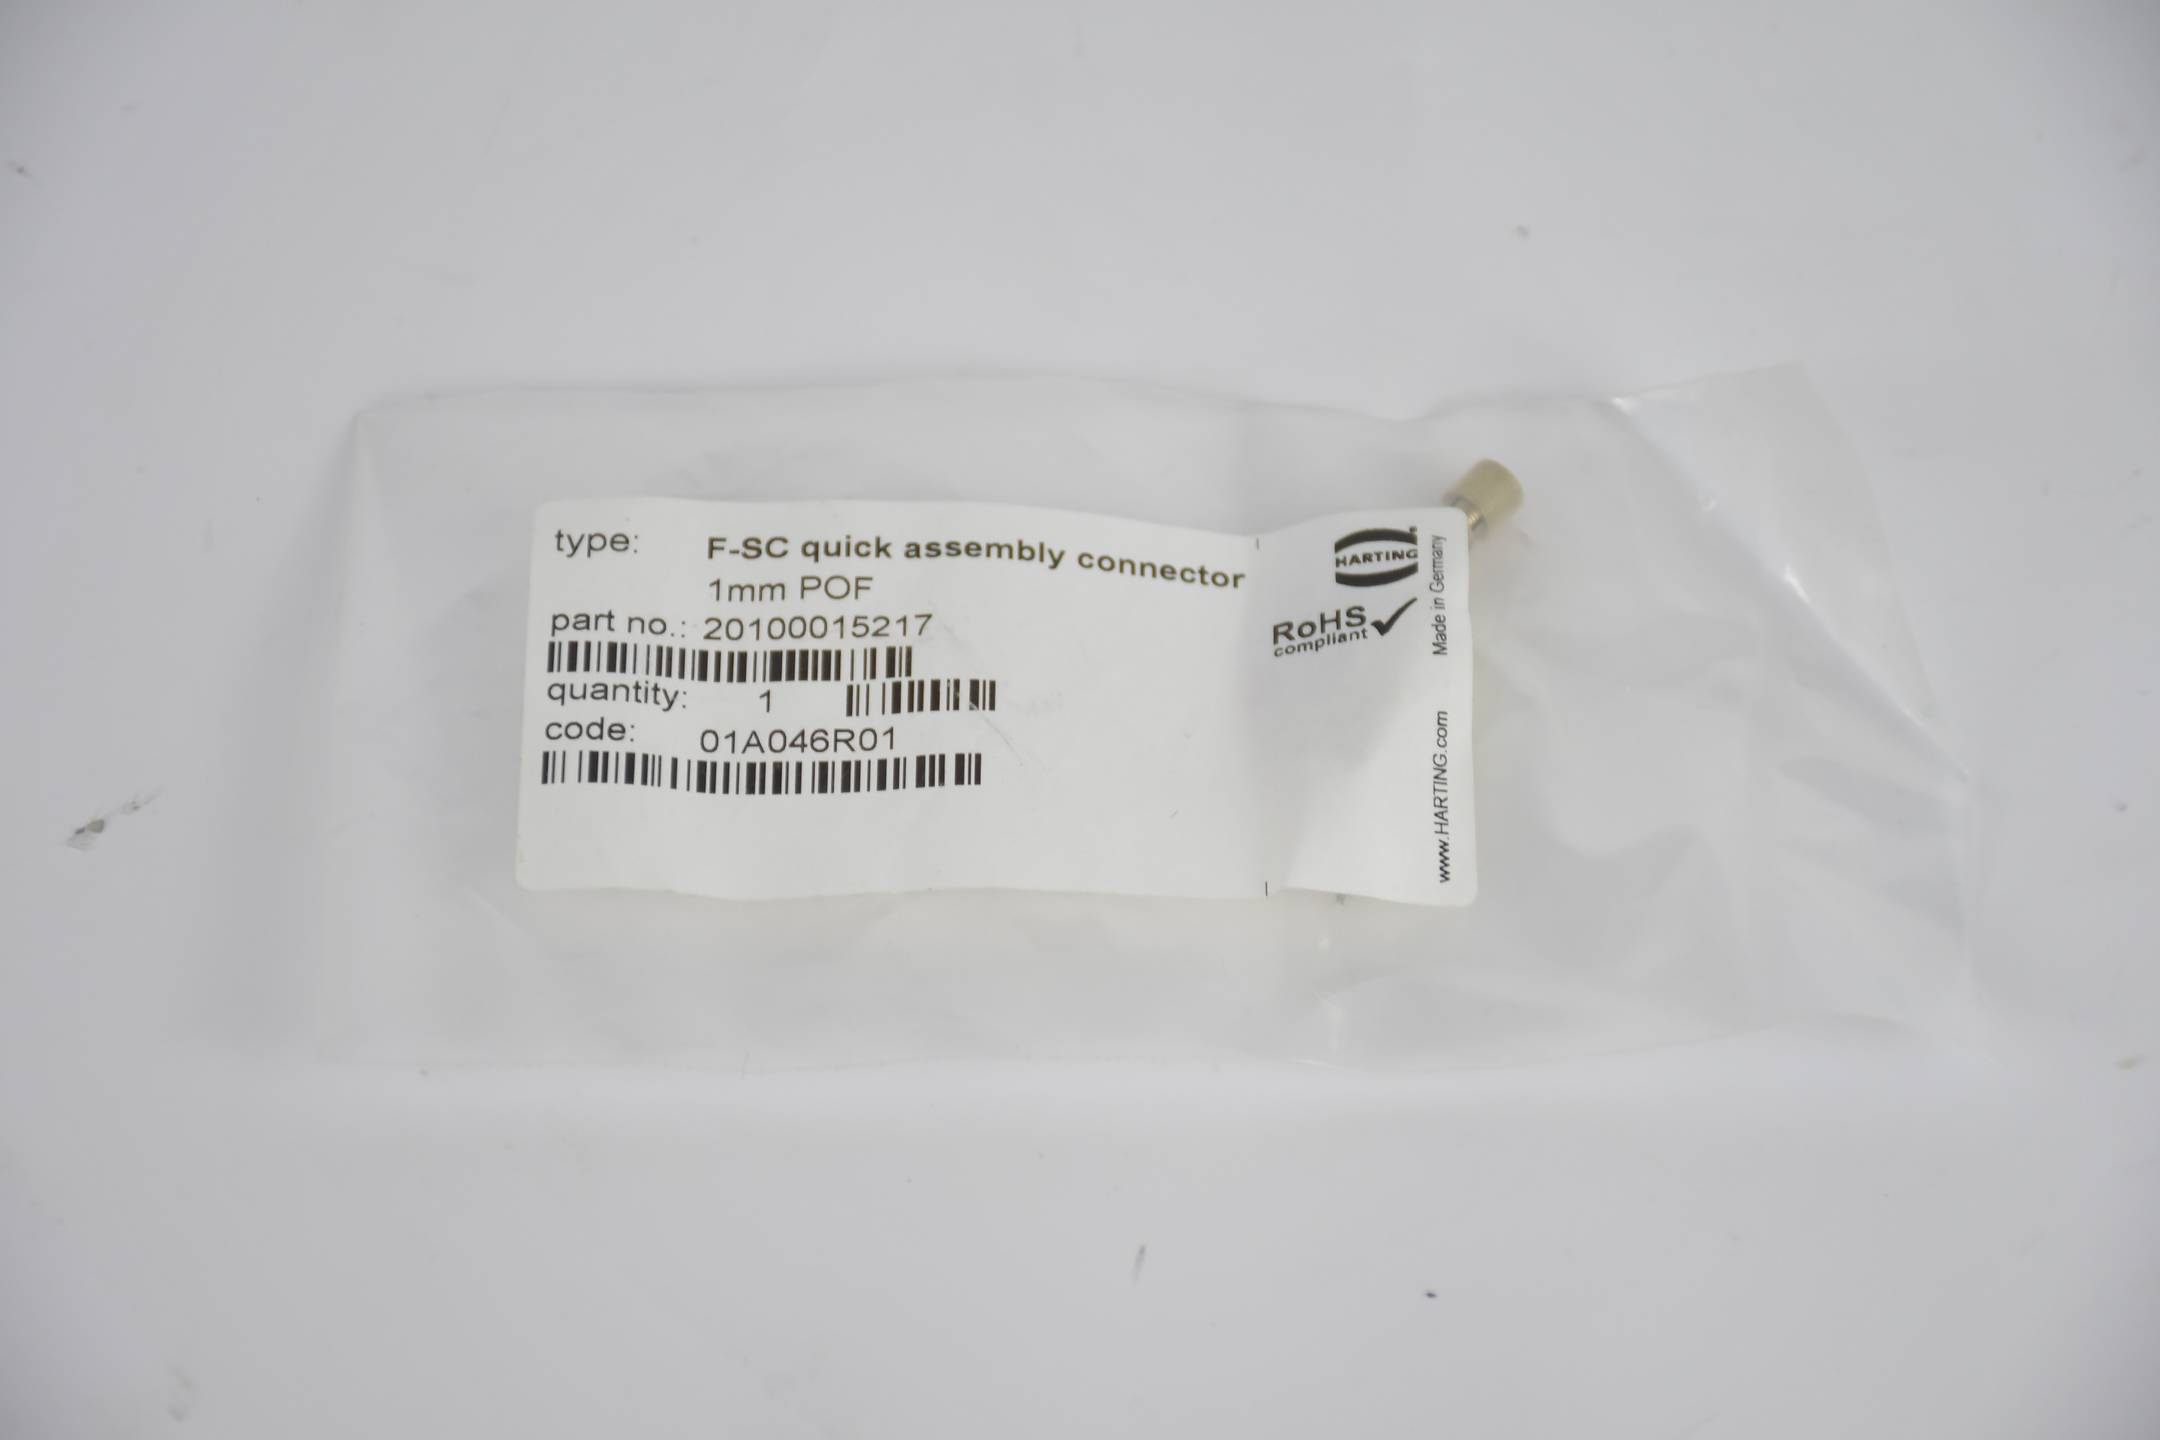 type: F-SC quick assembly connector
1mm POF
part no.: 20100015217
quantity: 1
code: 01A046R01
HARTING
RoHS
compliant
Made in Germany
www.HARTING.com